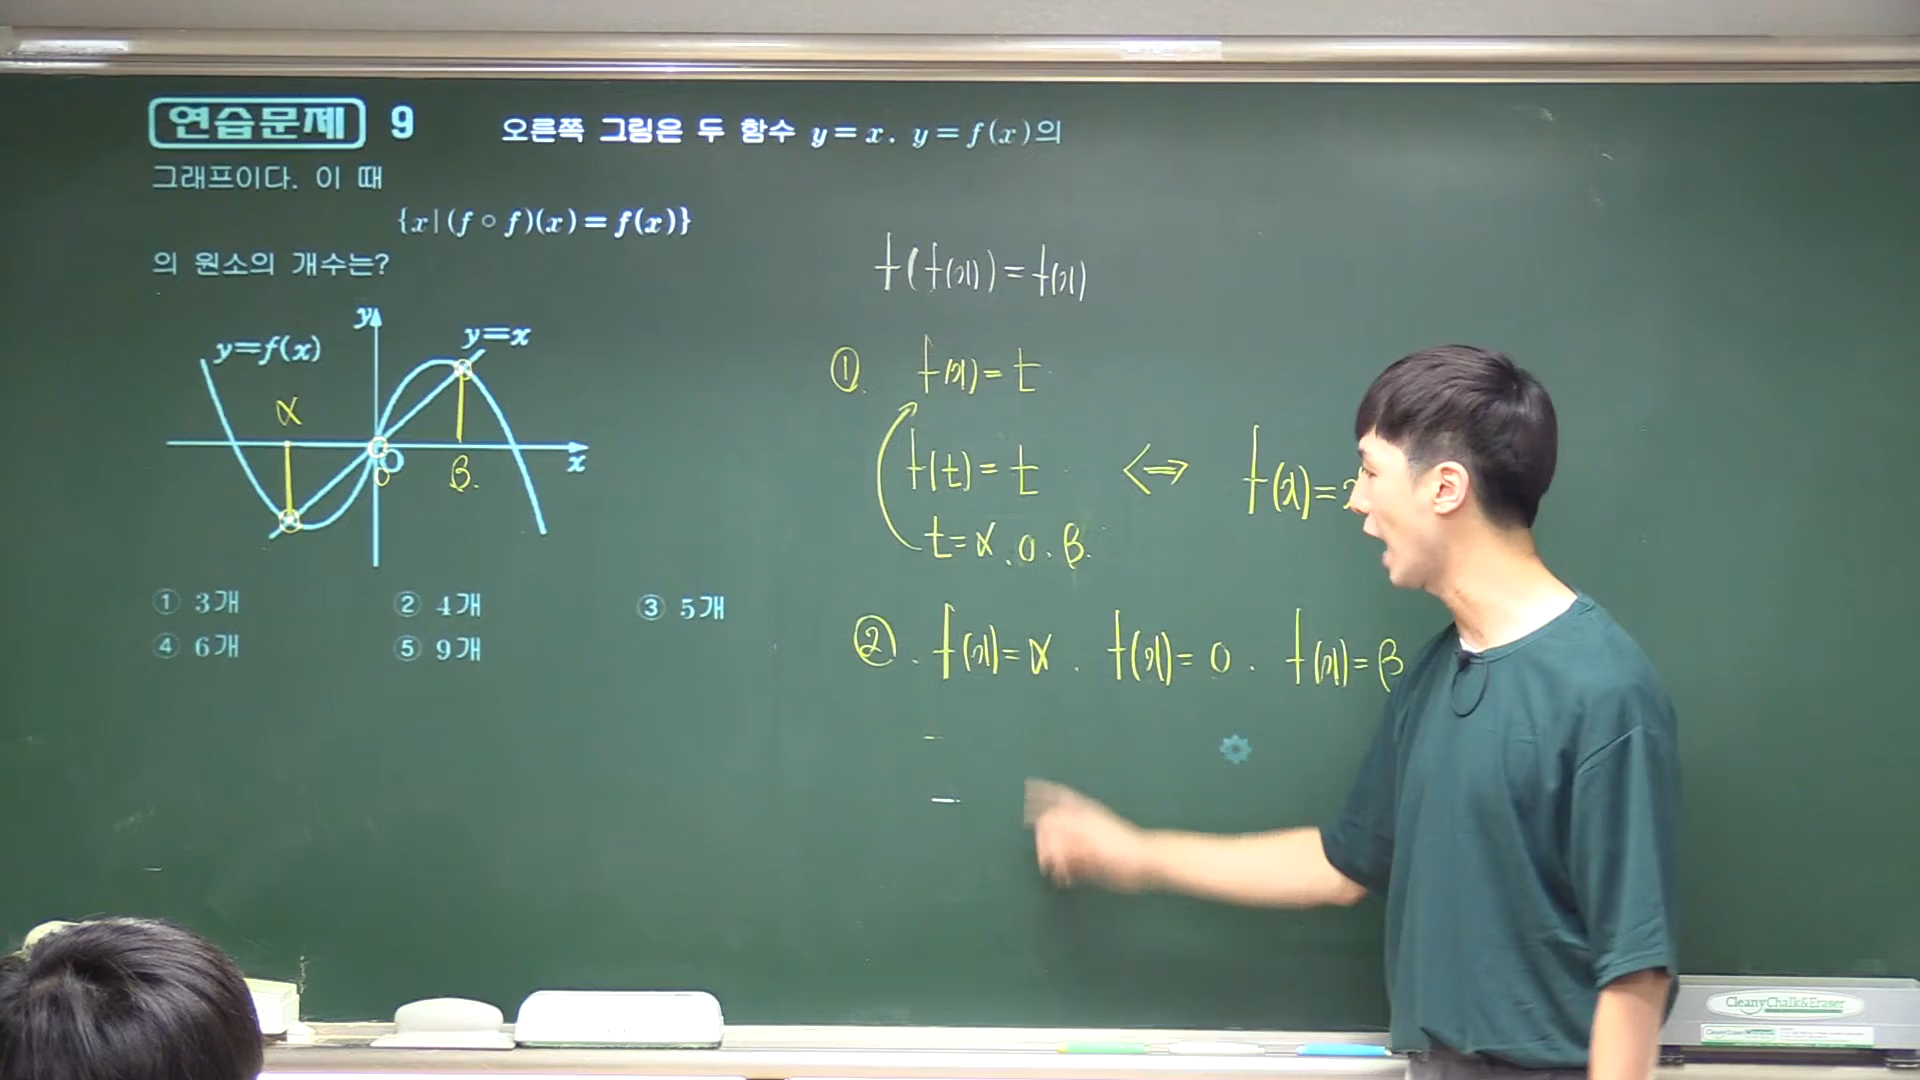 연습문제 9 오른쪽 그림은 두 함수 y = x. y = f(x)의
그래프이다. 이 때
{x|(f∘f)(x) = f(x)}
의 원소의 개수는?
y
y=x
y=f(x)
α
O
x
0
β.
① 3개 ② 4개 ③ 5개
④ 6개 ⑤ 9개
f(f(x)) = f(x)
① f(x) = t
f(t) = t ⟺ f(x) =
t = α. 0. β.
②. f(x) = α. f(x) = 0. f(x) = β
CleanyChalk&Eraser